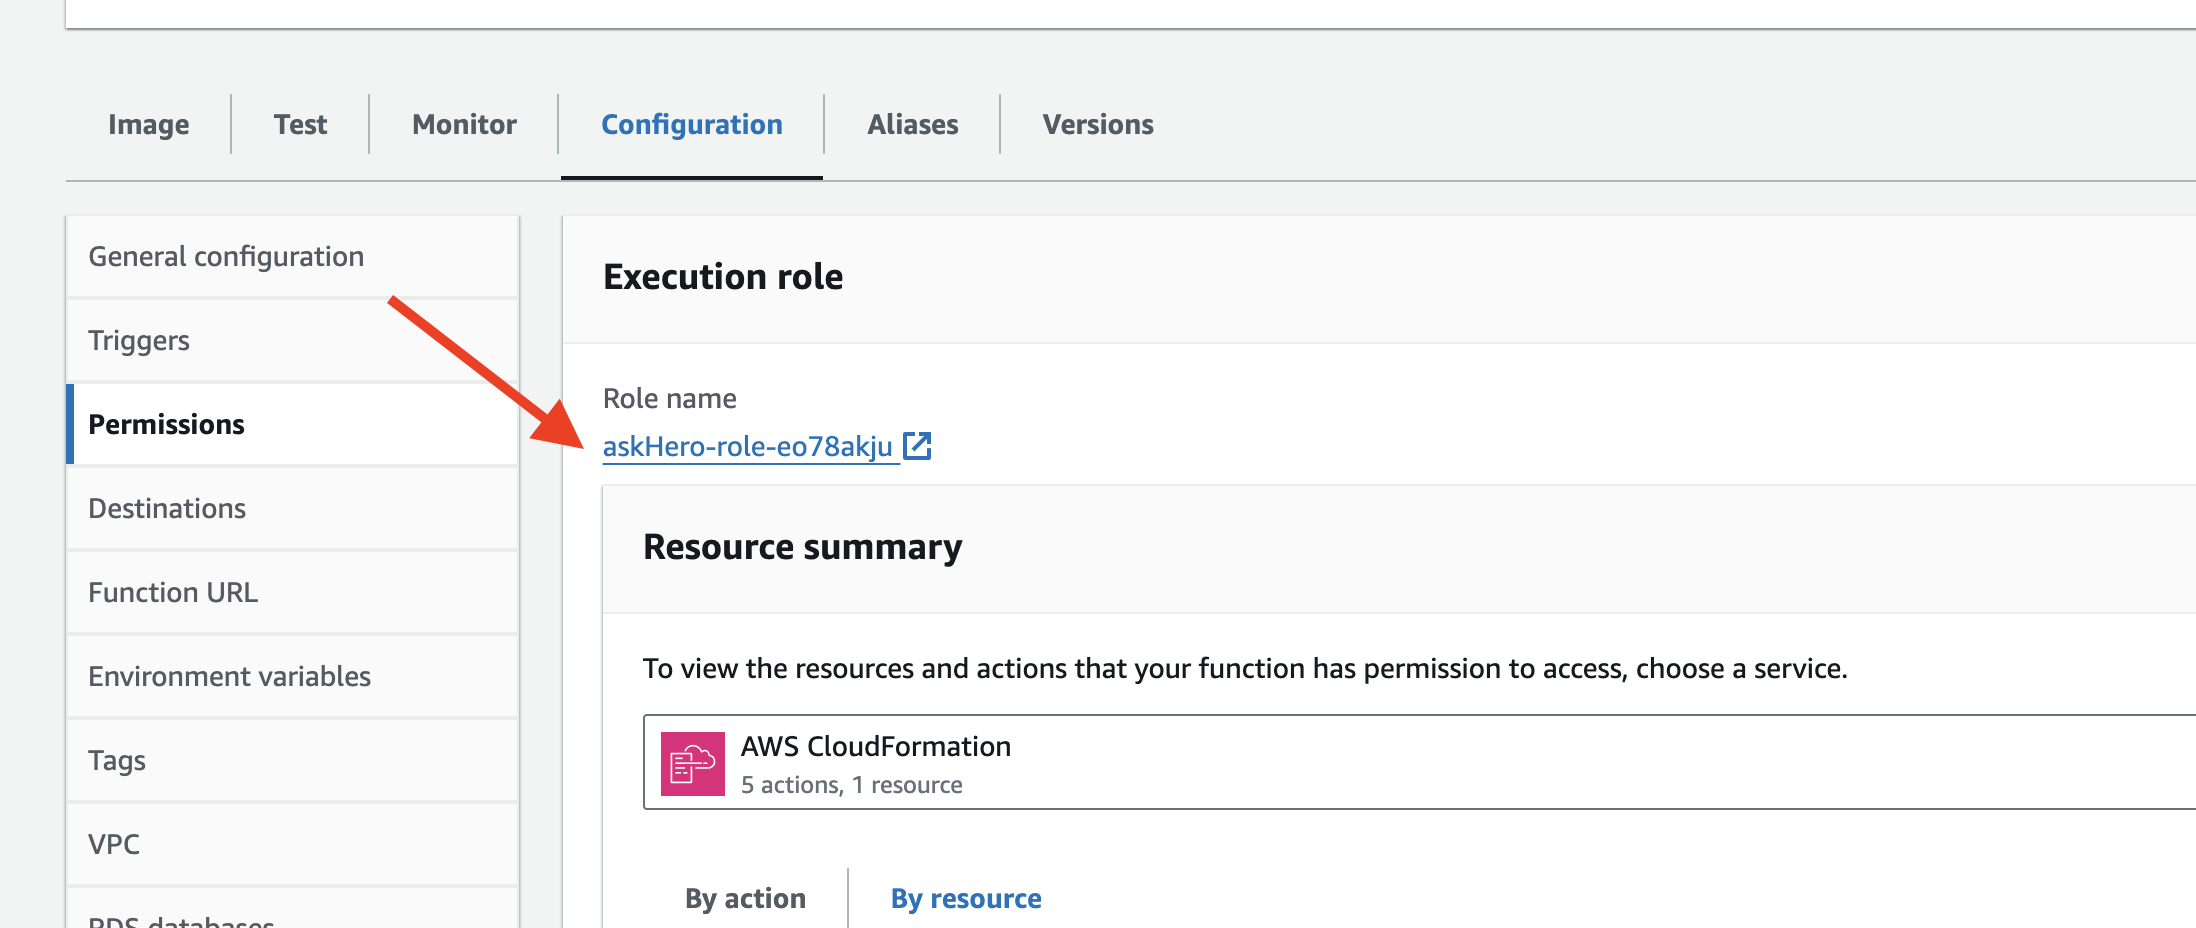 Image
Test
Monitor
Configuration
Aliases
Versions
General configuration
Triggers
Permissions
Destinations
Function URL
Environment variables
Tags
VPC
RDS databases
Execution role
Role name
askHero-role-eo78akju
Resource summary
To view the resources and actions that your function has permission to access, choose a service.
AWS CloudFormation
5 actions, 1 resource
By action
By resource